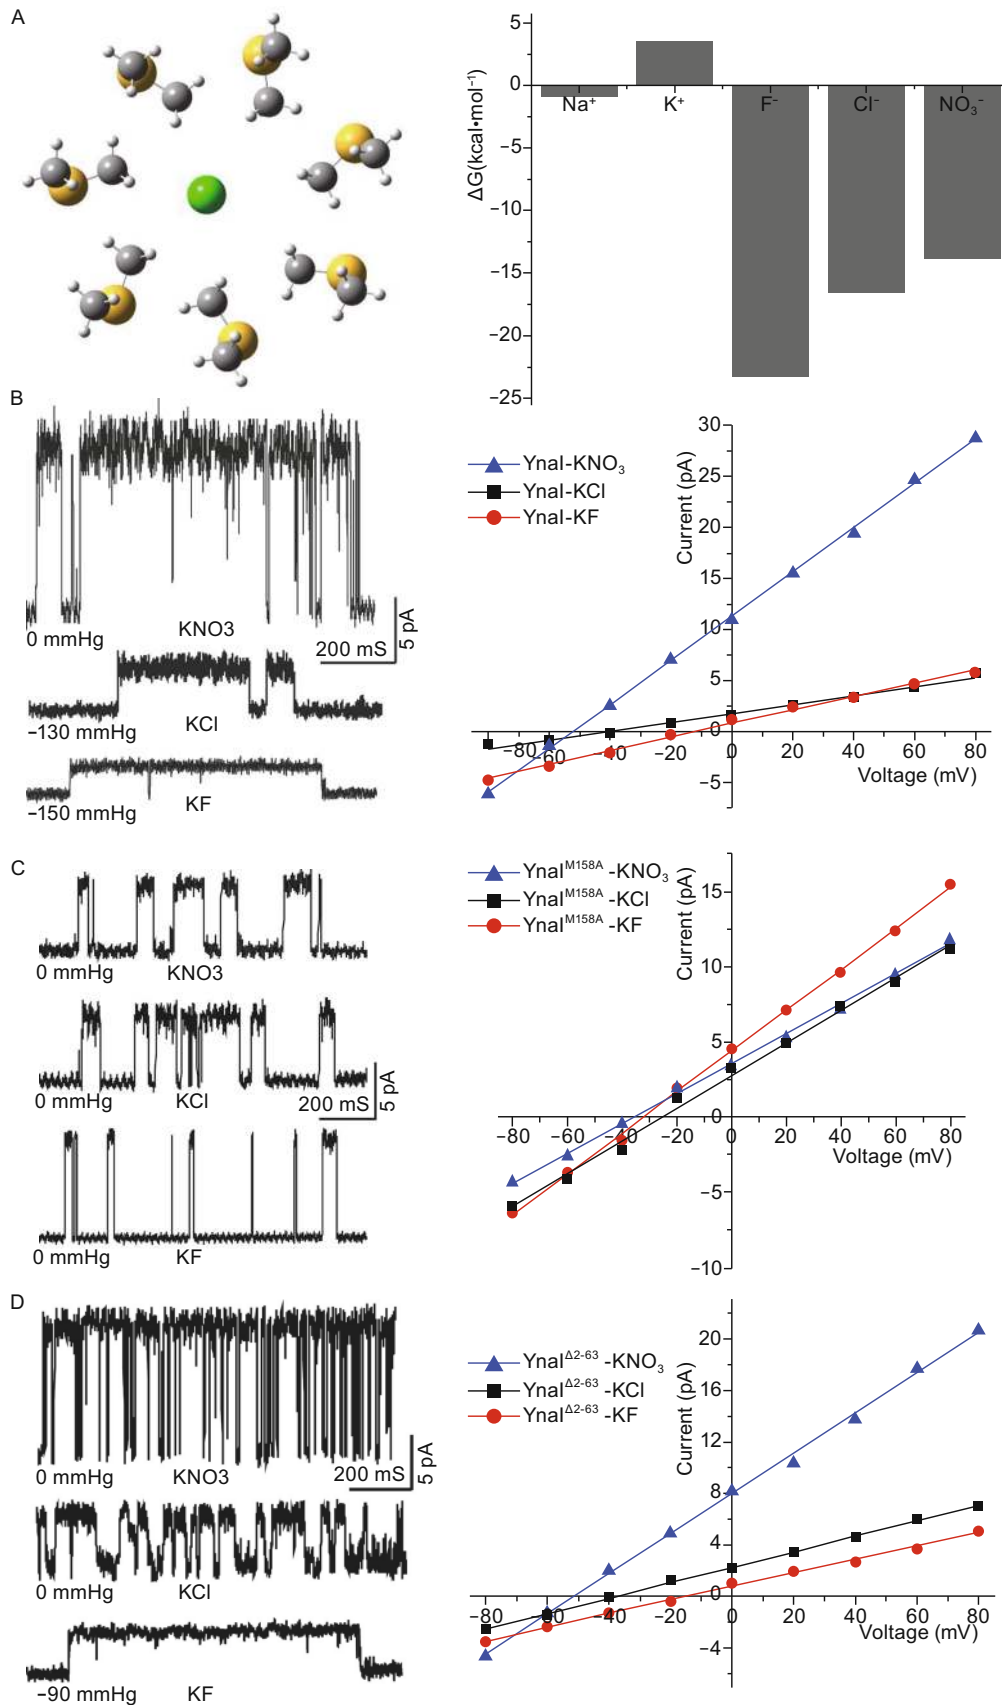 A
5
0
−5
−10
−15
−20
−25
ΔG(kcal•mol⁻¹)
Na⁺
K⁺
F⁻
Cl⁻
NO₃⁻
B
0 mmHg
KNO3
200 mS
5 pA
−130 mmHg
KCl
−150 mmHg
KF
YnaI-KNO₃
YnaI-KCl
YnaI-KF
Current (pA)
30
25
20
15
10
5
0
−5
−80 −60 −40 −20 0 20 40 60 80
Voltage (mV)
C
0 mmHg
KNO3
0 mmHg
KCl
200 mS
5 pA
0 mmHg
KF
YnaIᴹ¹⁵⁸ᴬ -KNO₃
YnaIᴹ¹⁵⁸ᴬ -KCl
YnaIᴹ¹⁵⁸ᴬ -KF
Current (pA)
15
10
5
0
−5
−10
−80 −60 −40 −20 0 20 40 60 80
Voltage (mV)
D
0 mmHg
KNO3
200 mS
5 pA
0 mmHg
KCl
−90 mmHg
KF
YnaI^Δ2-63 -KNO₃
YnaI^Δ2-63 -KCl
YnaI^Δ2-63 -KF
Current (pA)
20
16
12
8
4
0
−4
−80 −60 −40 −20 0 20 40 60 80
Voltage (mV)